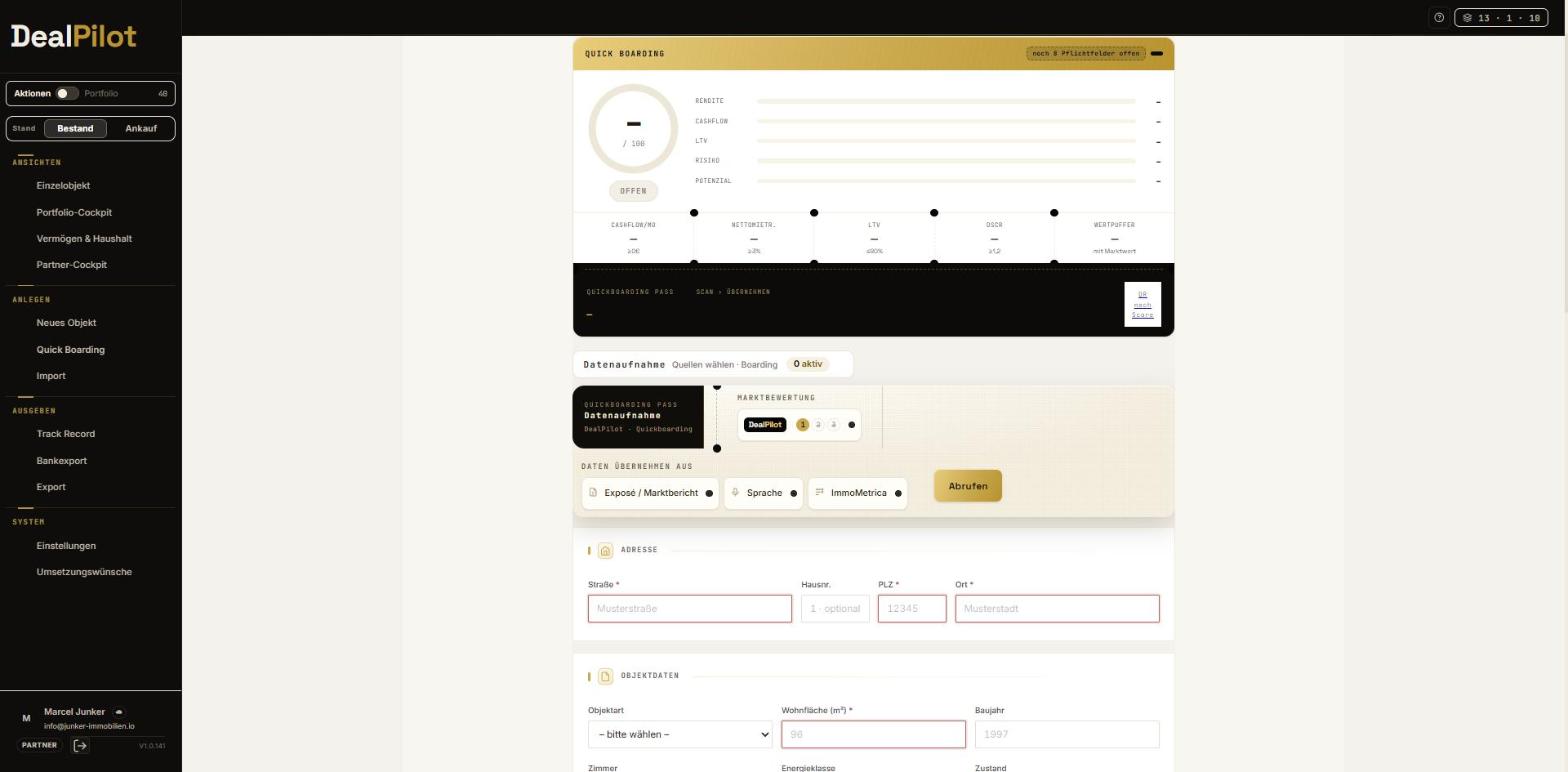 DealPilot
13 · 1 · 10
Aktionen Portfolio 40
Stand Bestand Ankauf
ANSICHTEN
Einzelobjekt
Portfolio-Cockpit
Vermögen & Haushalt
Partner-Cockpit
ANLEGEN
Neues Objekt
Quick Boarding
Import
AUSGEBEN
Track Record
Bankexport
Export
SYSTEM
Einstellungen
Umsetzungswünsche
M Marcel Junker
info@junker-immobilien.io
PARTNER V1.0.141
QUICK BOARDING noch 8 Pflichtfelder offen
–
/ 100
OFFEN
RENDITE –
CASHFLOW –
LTV –
RISIKO –
POTENZIAL –
CASHFLOW/MO NETTOMIETR. LTV DSCR WERTPUFFER
– – – – –
≥0€ ≥3% ≤80% ≥1,2 mit Marktwert
QUICKBOARDING PASS SCAN › ÜBERNEHMEN
–
QR
nach
Score
Datenaufnahme Quellen wählen · Boarding 0 aktiv
QUICKBOARDING PASS
Datenaufnahme
DealPilot · Quickboarding
MARKTBEWERTUNG
DealPilot 1 2 3
DATEN ÜBERNEHMEN AUS
Exposé / Marktbericht Sprache ImmoMetrica Abrufen
ADRESSE
Straße * Hausnr. PLZ * Ort *
Musterstraße 1 · optional 12345 Musterstadt
OBJEKTDATEN
Objektart Wohnfläche (m²) * Baujahr
– bitte wählen – 90 1997
Zimmer Energieklasse Zustand